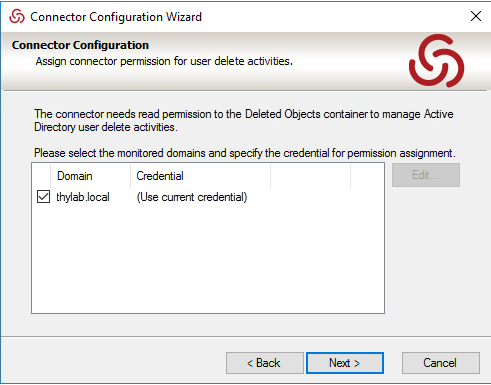 Connector Configuration Wizard
Connector Configuration
Assign connector permission for user delete activities.
The connector needs read permission to the Deleted Objects container to manage Active
Directory user delete activities.
Please select the monitored domains and specify the credential for permission assignment.
Domain Credential
thylab.local (Use current credential)
Edit...
< Back Next > Cancel